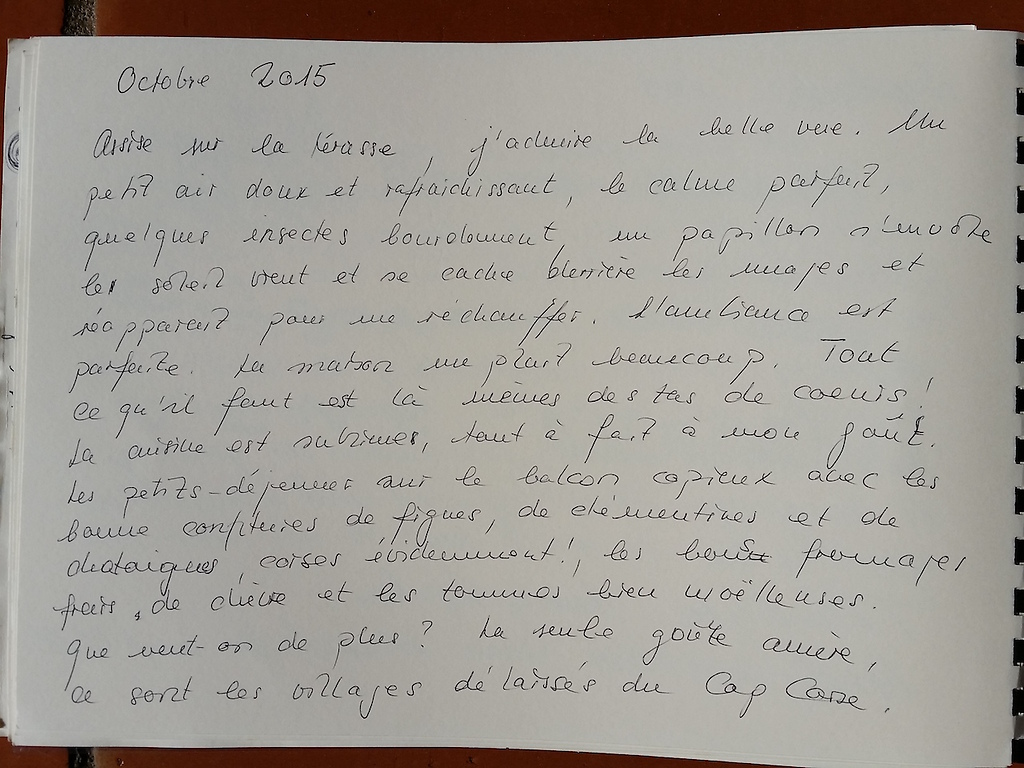 Octobre 2015
Assise sur la térasse, j'admire la belle vue. Un
petit air doux et rafraichissant, le calme parfait,
quelques insectes bourdonnent, un papillon s'envole
le soleil vient et se cache derrière les nuages et
réapparait pour me réchauffer. L'ambiance est
parfaite. La maison me plait beaucoup. Tout
ce qu'il faut est là mêmes des tas de coenis!
La cuisine est sublimes, tout à fait à mon goût.
Les petits-déjeuner sur le balcon copieux avec les
bonne confitures de figues, de clémentines et de
chataignes, corses évidemment!, les bons fromages
frais, de chèvre et les tommes bien moëlleuses.
Que veut-on de plus? La seule goûte amère,
ce sont les villages délaissés du Cap Corse.